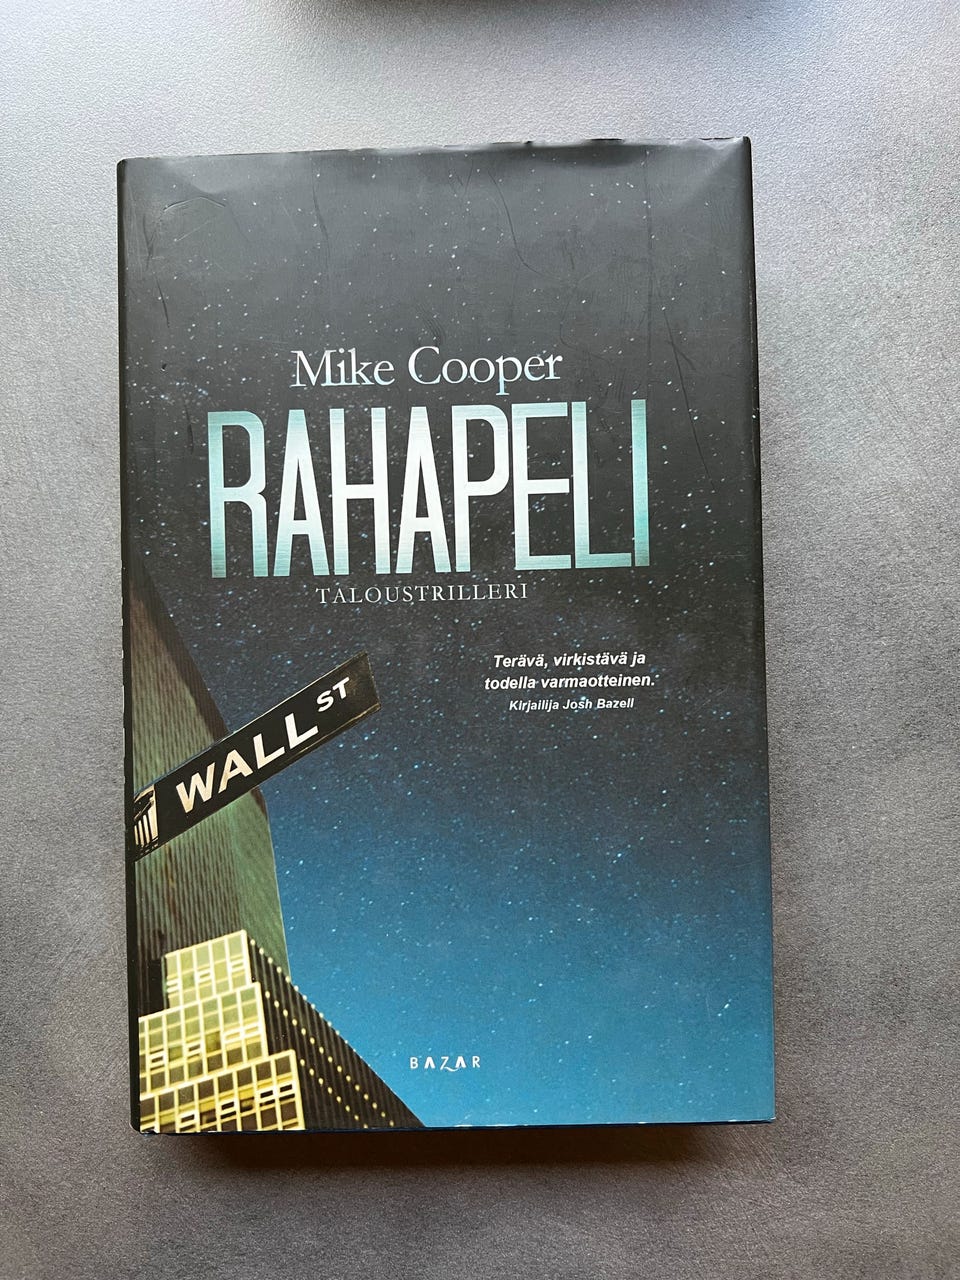 Mike Cooper
RAHAPELI
TALOUSTRILLERI
Terävä, virkistävä ja
todella varmaotteinen.
Kirjailija Josh Bazell
WALL ST
BAZAR